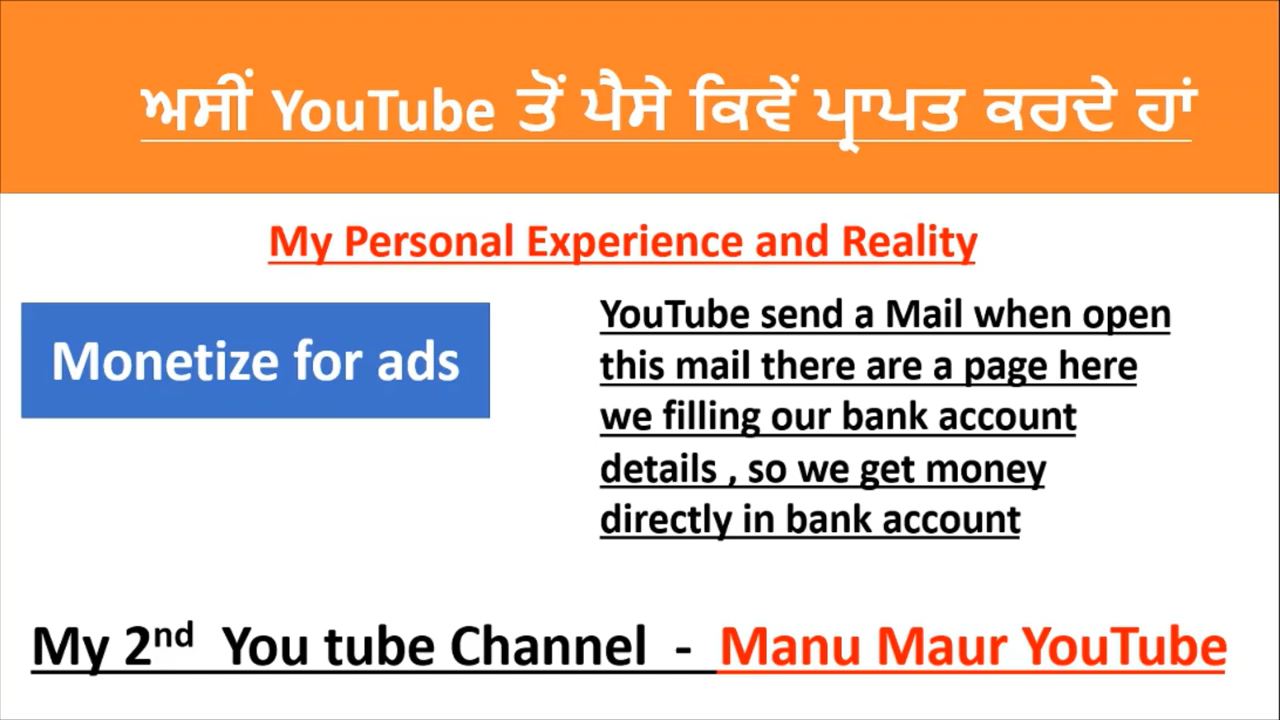 ਅਸੀਂ YouTube ਤੋਂ ਪੈਸੇ ਕਿਵੇਂ ਪ੍ਰਾਪਤ ਕਰਦੇ ਹਾਂ
My Personal Experience and Reality
Monetize for ads
YouTube send a Mail when open
this mail there are a page here
we filling our bank account
details , so we get money
directly in bank account
My 2nd You tube Channel - Manu Maur YouTube